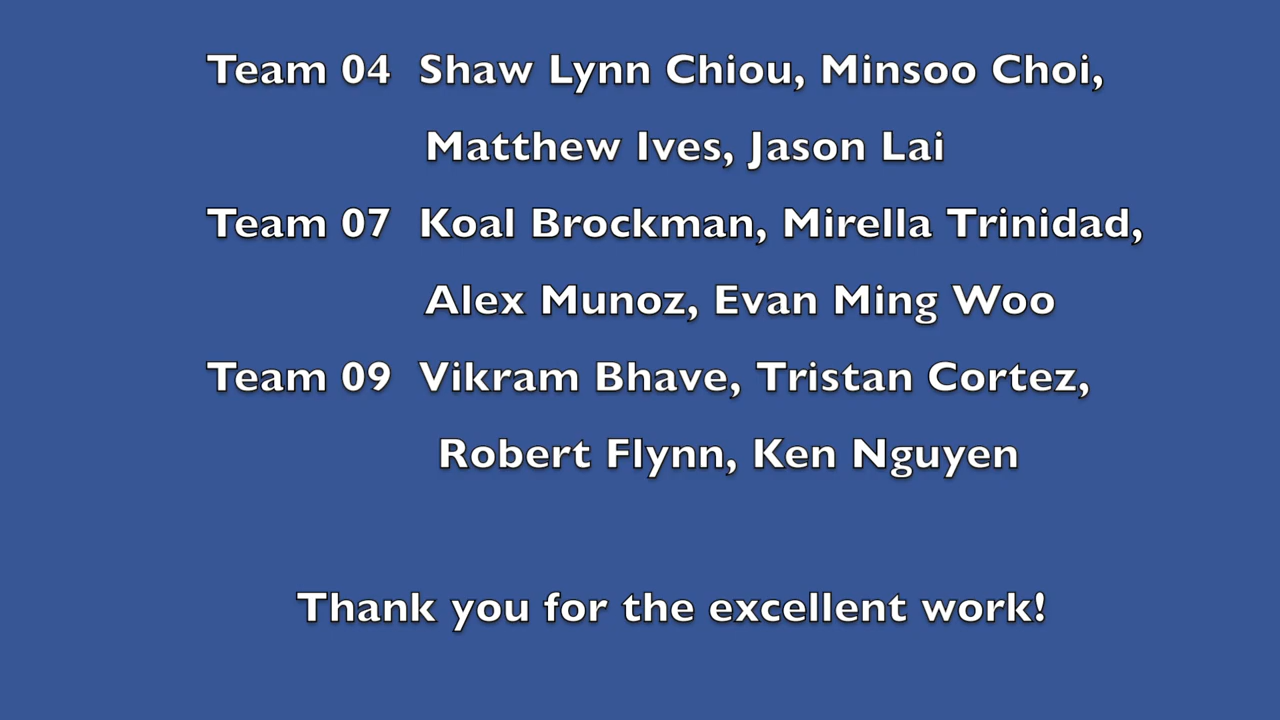 Team 04 Shaw Lynn Chiou, Minsoo Choi,
Matthew Ives, Jason Lai
Team 07 Koal Brockman, Mirella Trinidad,
Alex Munoz, Evan Ming Woo
Team 09 Vikram Bhave, Tristan Cortez,
Robert Flynn, Ken Nguyen
Thank you for the excellent work!